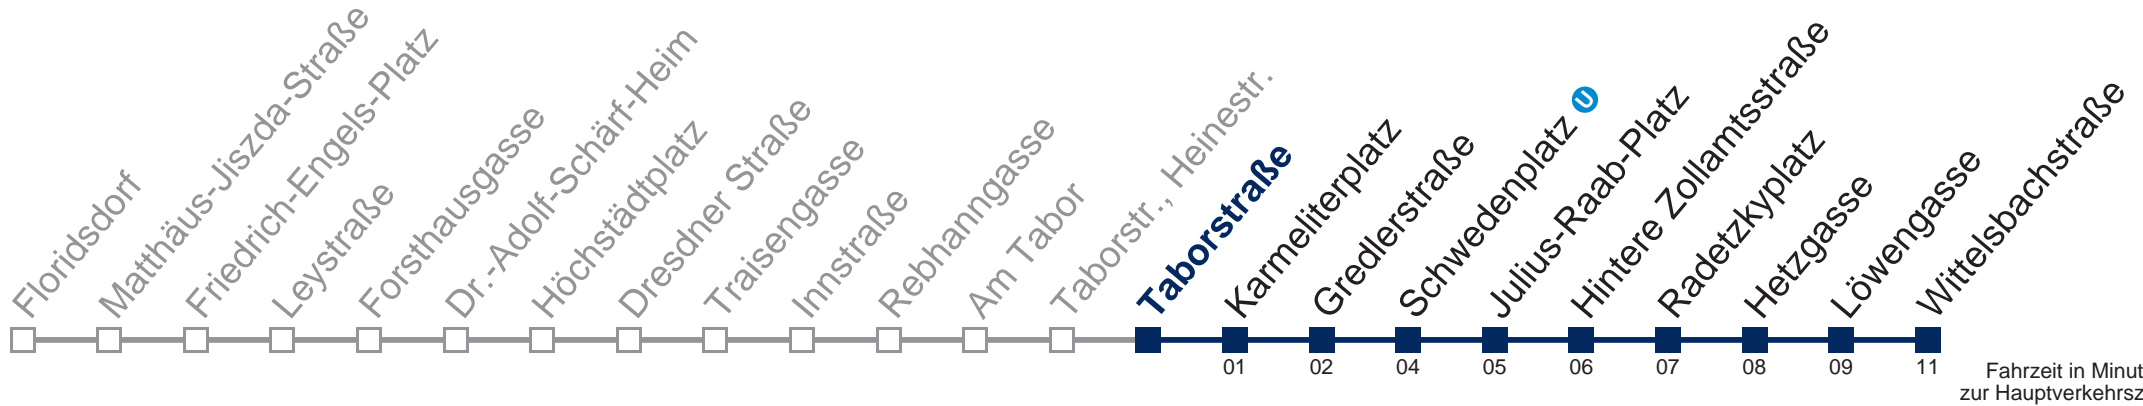 Floridsdorf
Matthäus-Jiszda-Straße
Friedrich-Engels-Platz
Leystraße
Forsthausgasse
Dr.-Adolf-Schärf-Heim
Höchstädtplatz
Dresdner Straße
Traisengasse
Innstraße
Rebhanngasse
Am Tabor
Taborstr., Heinestr.
Taborstraße
Karmeliterplatz
Gredlerstraße
Schwedenplatz U
Julius-Raab-Platz
Hintere Zollamtsstraße
Radetzkyplatz
Hetzgasse
Löwengasse
Wittelsbachstraße
01 02 04 05 06 07 08 09 11
Fahrzeit in Minut
zur Hauptverkehrsz